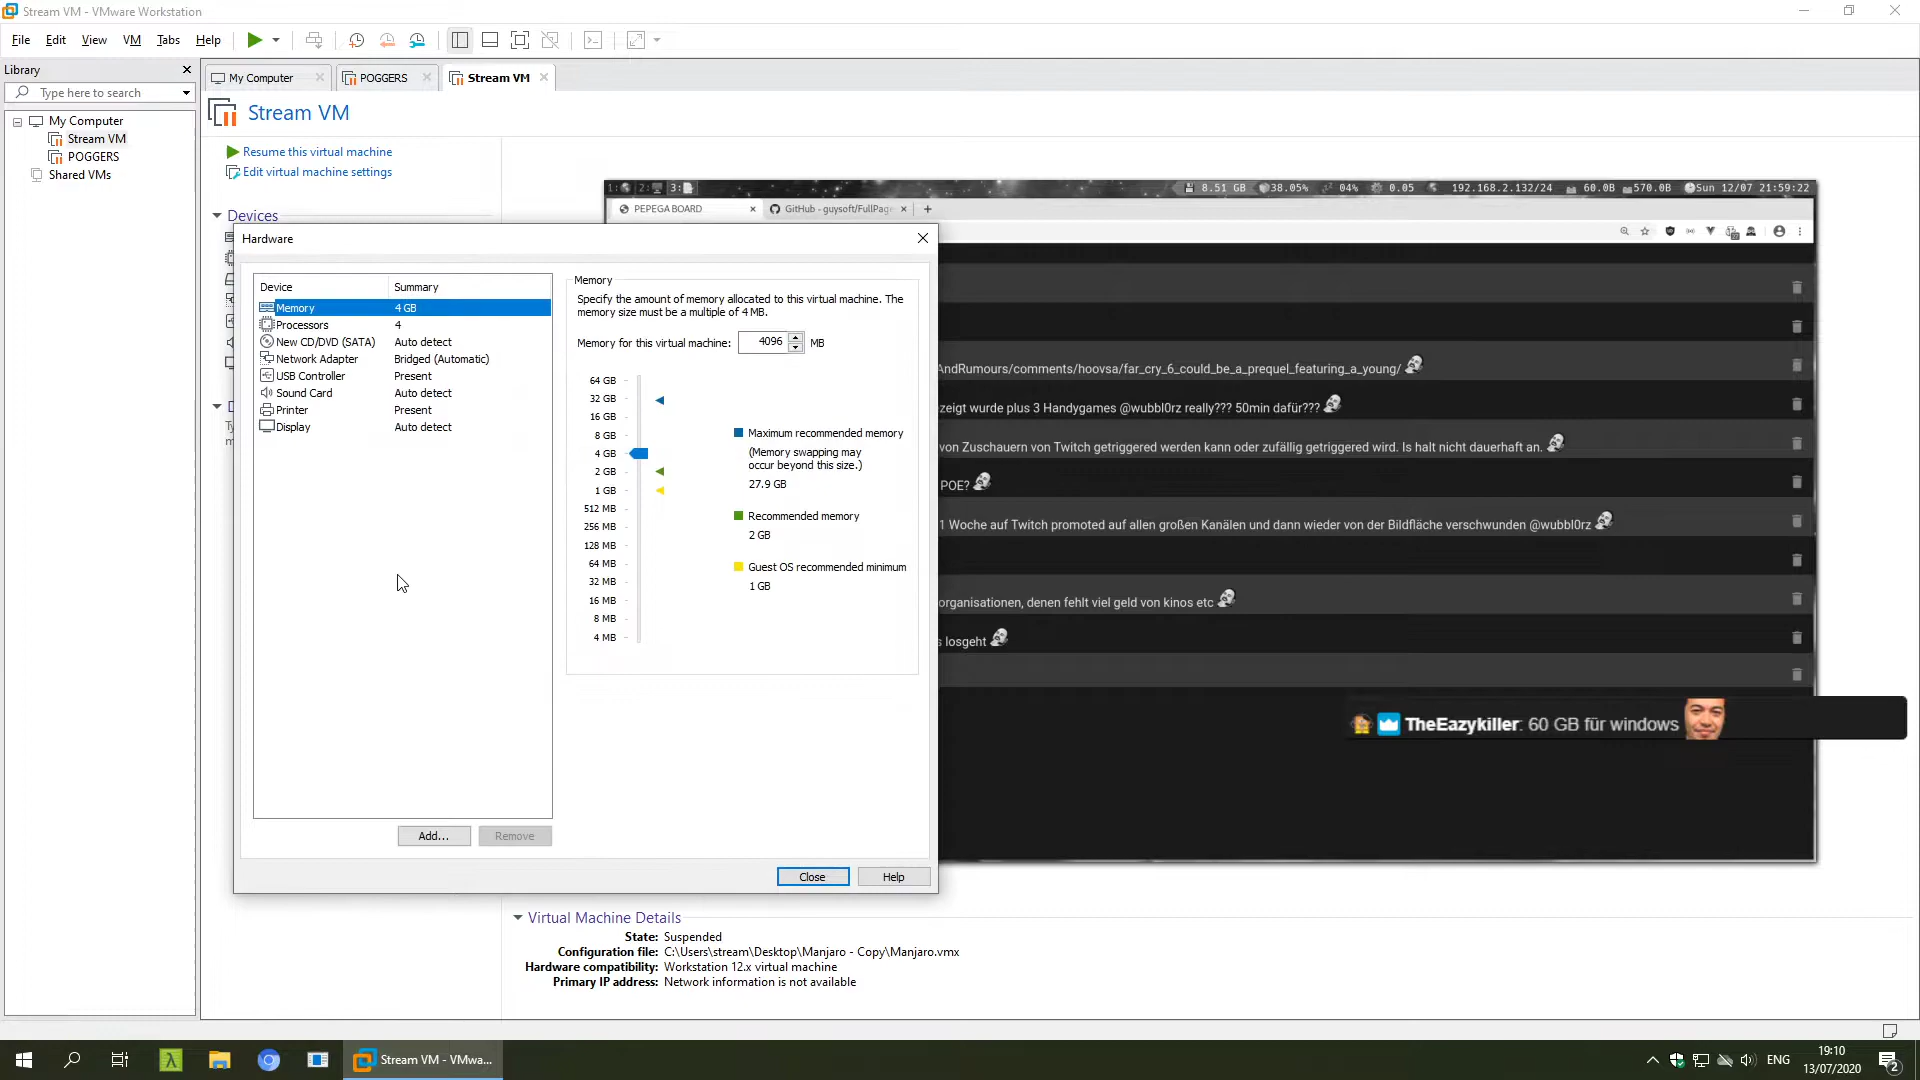 Stream VM - VMware Workstation
File Edit View VM Tabs Help
Library
Type here to search
My Computer
Stream VM
POGGERS
Shared VMs
My Computer POGGERS Stream VM
Stream VM
Resume this virtual machine
Edit virtual machine settings
Devices
1: 2: 3: 8.51 GB 38.05% 04% 0.05 192.168.2.132/24 60.0B 570.0B Sun 12/07 21:59:22
PEPEGA BOARD GitHub - guysoft/FullPag
Hardware
Device Summary
Memory 4 GB
Processors 4
New CD/DVD (SATA) Auto detect
Network Adapter Bridged (Automatic)
USB Controller Present
Sound Card Auto detect
Printer Present
Display Auto detect
Add... Remove
Memory
Specify the amount of memory allocated to this virtual machine. The
memory size must be a multiple of 4 MB.
Memory for this virtual machine: 4096 MB
64 GB
32 GB
16 GB
8 GB
4 GB
2 GB
1 GB
512 MB
256 MB
128 MB
64 MB
32 MB
16 MB
8 MB
4 MB
Maximum recommended memory
(Memory swapping may
occur beyond this size.)
27.9 GB
Recommended memory
2 GB
Guest OS recommended minimum
1 GB
Close Help
AndRumours/comments/hoovsa/far_cry_6_could_be_a_prequel_featuring_a_young/
zeigt wurde plus 3 Handygames @wubbl0rz really??? 50min dafür???
von Zuschauern von Twitch getriggered werden kann oder zufällig getriggered wird. Is halt nicht dauerhaft an.
POE?
1 Woche auf Twitch promoted auf allen großen Kanälen und dann wieder von der Bildfläche verschwunden @wubbl0rz
organisationen, denen fehlt viel geld von kinos etc
s losgeht
TheEazykiller: 60 GB für windows
Virtual Machine Details
State: Suspended
Configuration file: C:\Users\stream\Desktop\Manjaro - Copy\Manjaro.vmx
Hardware compatibility: Workstation 12.x virtual machine
Primary IP address: Network information is not available
Stream VM - VMwa...
ENG
19:10
13/07/2020
2